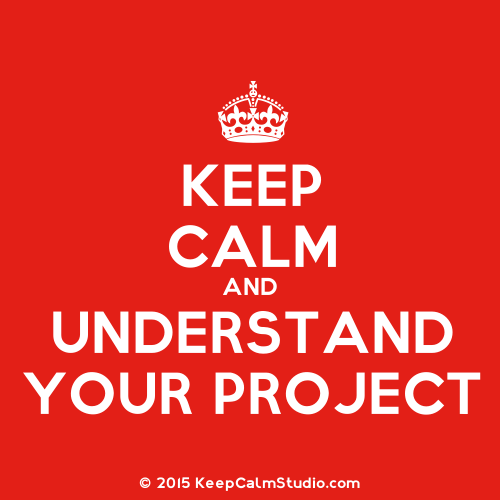 KEEP
CALM
AND
UNDERSTAND
YOUR PROJECT
© 2015 KeepCalmStudio.com